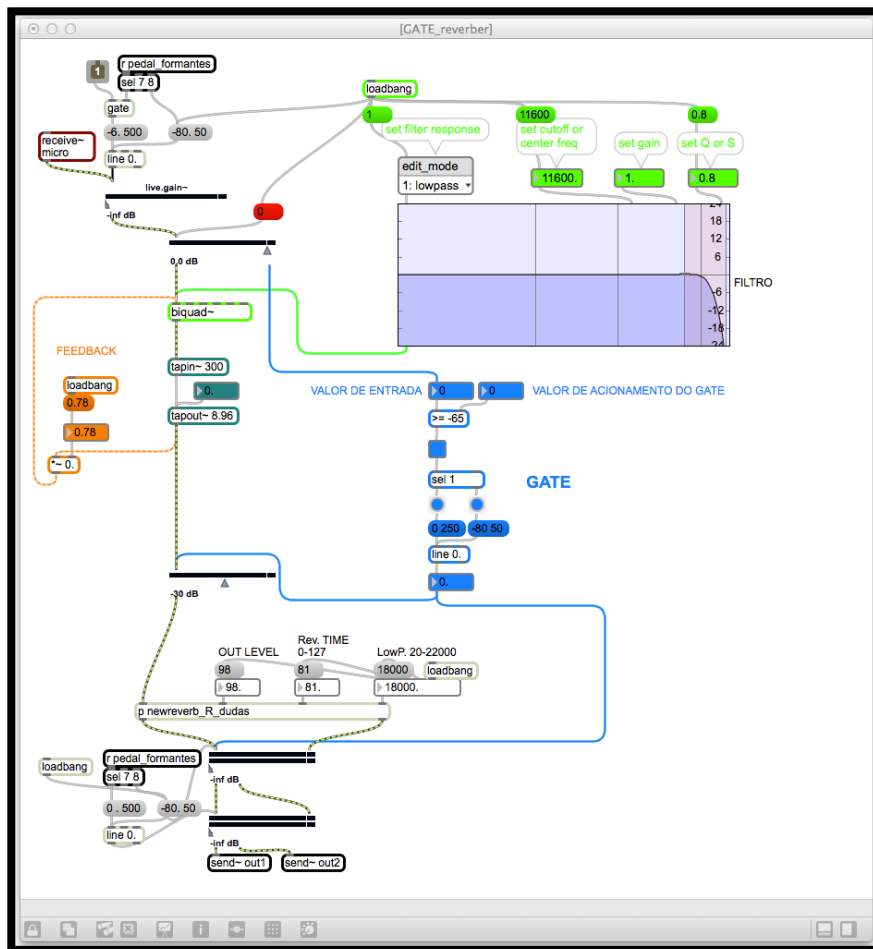 [GATE_reverber]
1
r pedal_formantes
sel 7 8
gate
-6. 500
-80. 50
receive~
micro
line 0.
live.gain~
-inf dB
0
0.0 dB
loadbang
1
11600
0.8
set filter response
set cutoff or
center freq
set gain
set Q or S
edit_mode
1: lowpass
11600.
1.
0.8
24
18
12
6
-6
-12
-18
24
FILTRO
biquad~
FEEDBACK
loadbang
0.78
0.78
*~ 0.
tapin~ 300
0.
tapout~ 8.96
VALOR DE ENTRADA
0
0
VALOR DE ACIONAMENTO DO GATE
>= -65
sel 1
GATE
0 250
-80 50
line 0.
0.
-30 dB
OUT LEVEL
Rev. TIME
0-127
LowP. 20-22000
98
81
18000
loadbang
98.
81.
18000.
p newreverb_R_dudas
loadbang
r pedal_formantes
sel 7 8
-inf dB
0 . 500
-80. 50
line 0.
-inf dB
send~ out1
send~ out2